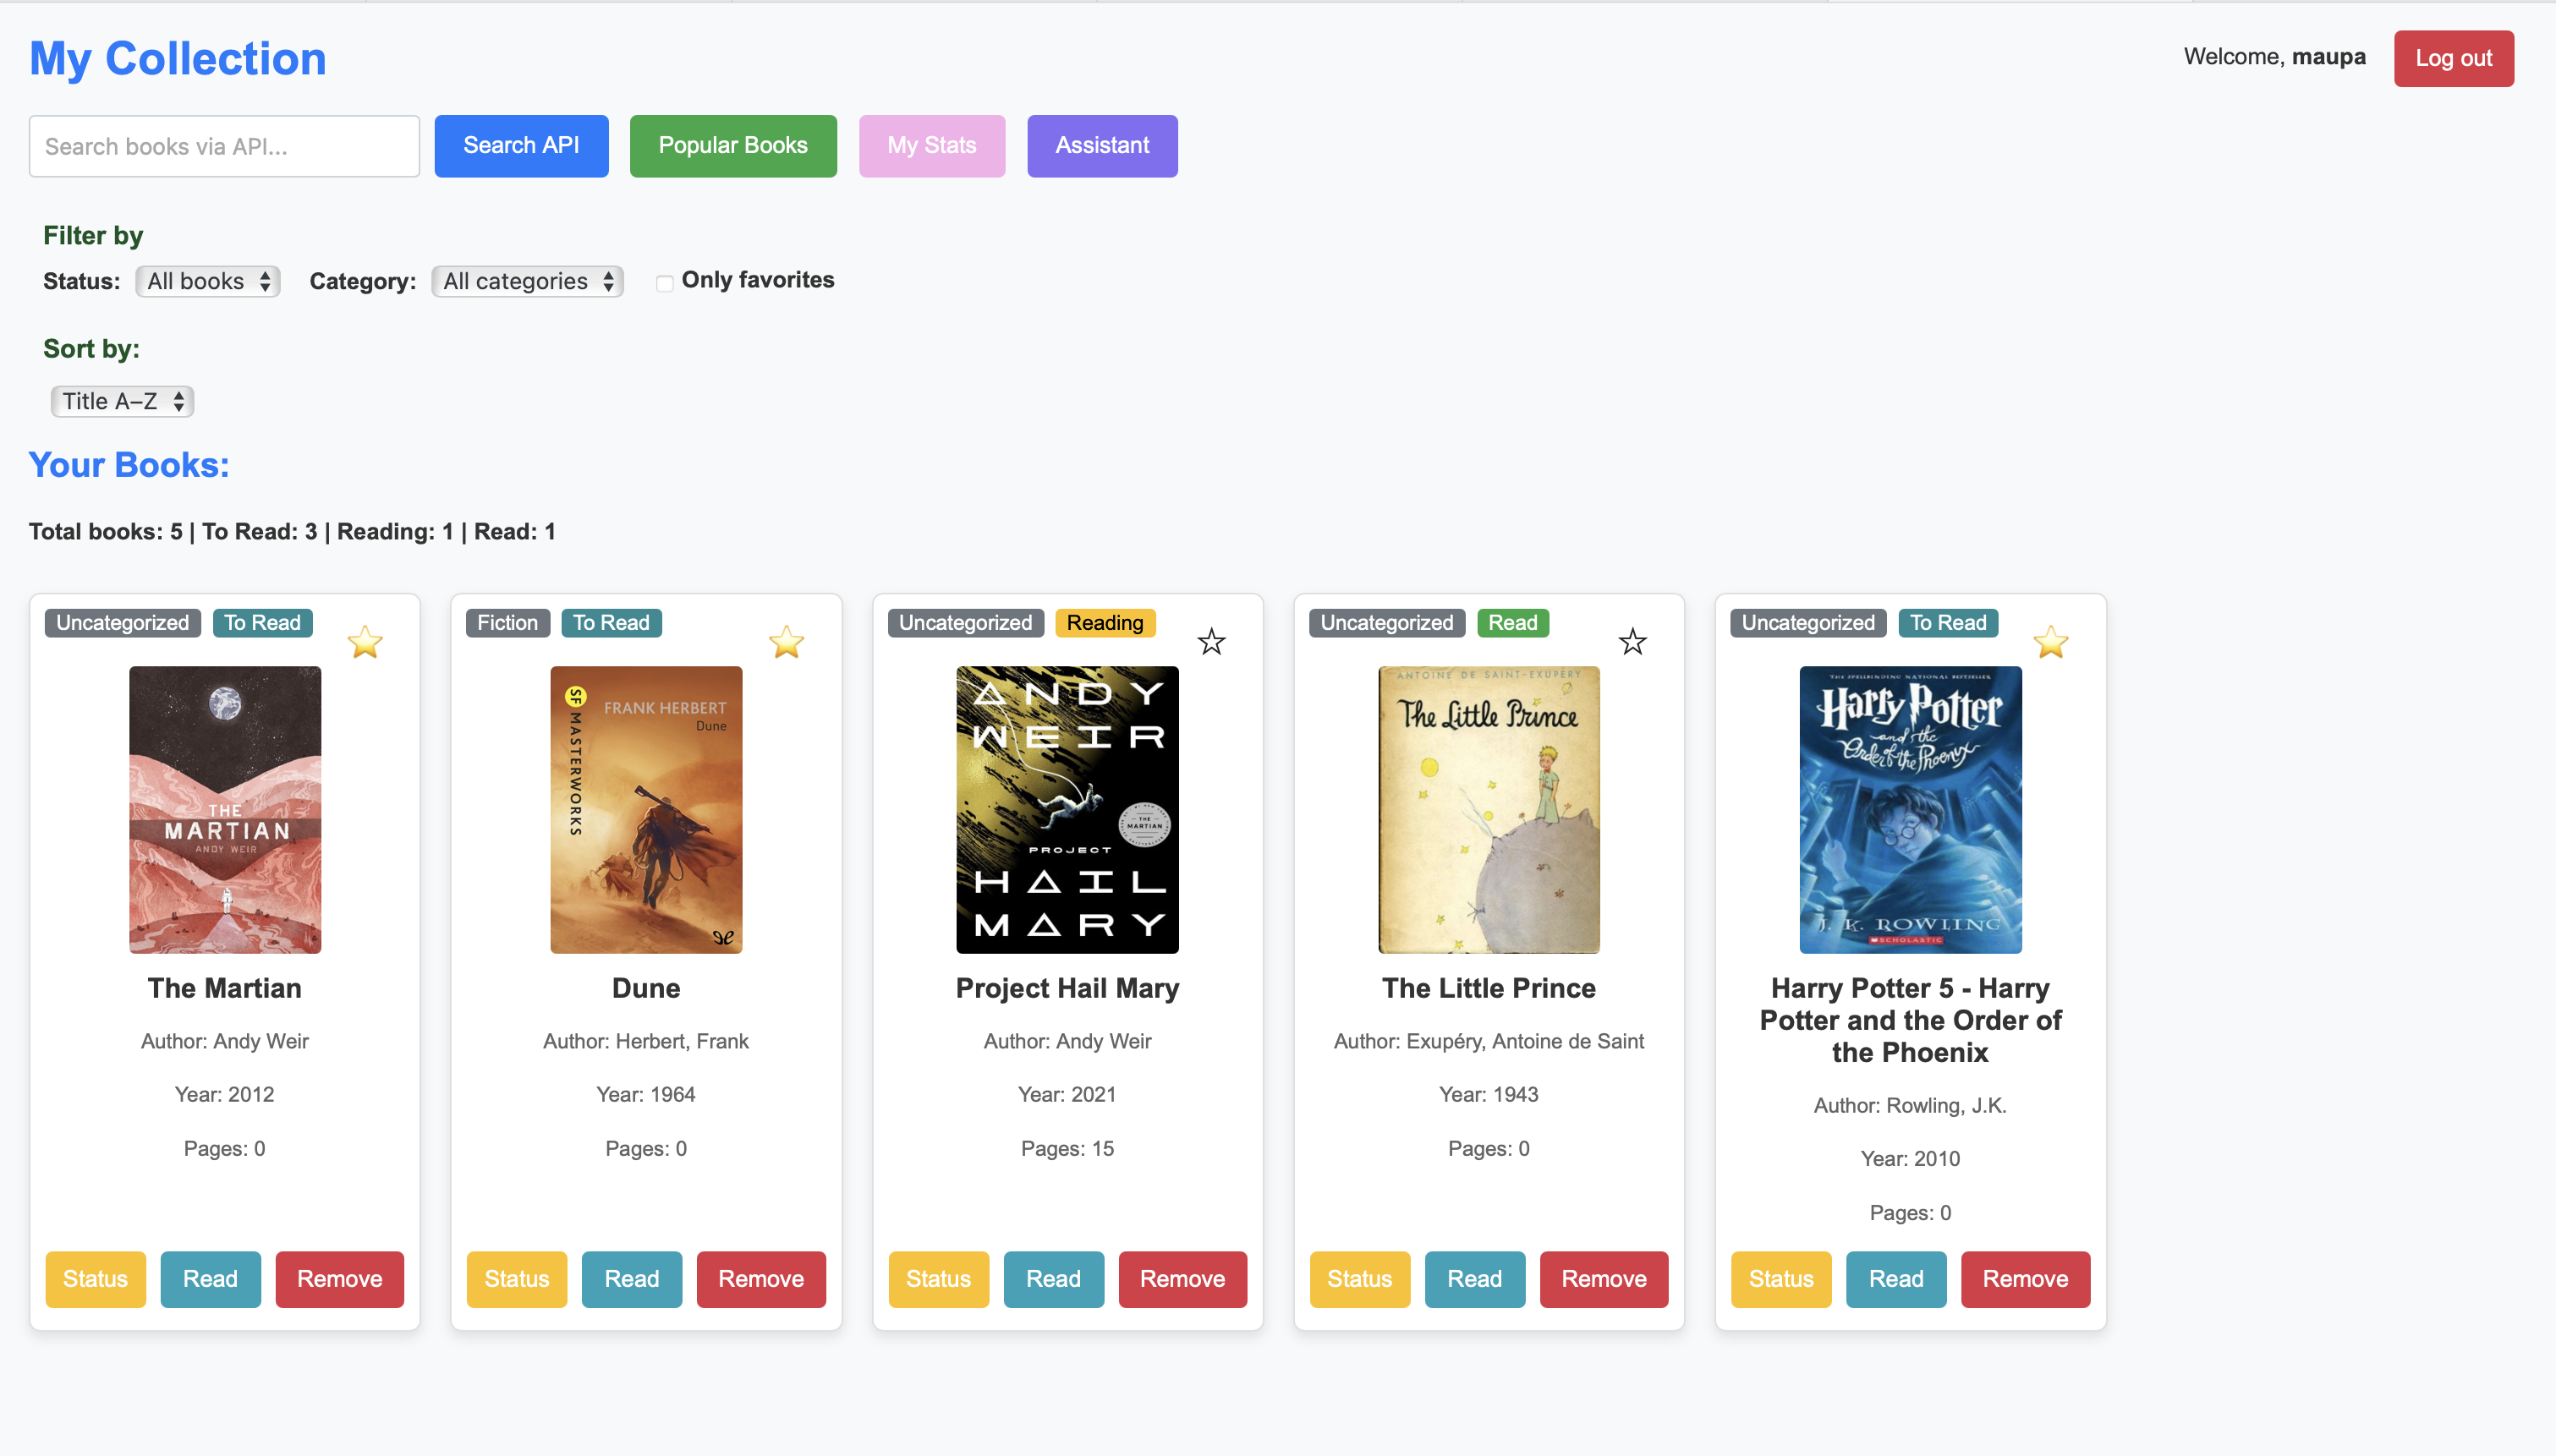 My Collection
Welcome, maupa
Log out
Search books via API...
Search API
Popular Books
My Stats
Assistant
Filter by
Status: All books
Category: All categories
Only favorites
Sort by:
Title A–Z
Your Books:
Total books: 5 | To Read: 3 | Reading: 1 | Read: 1
Uncategorized
To Read
THE
MARTIAN
ANDY WEIR
The Martian
Author: Andy Weir
Year: 2012
Pages: 0
Status
Read
Remove
Fiction
To Read
SF MASTERWORKS
FRANK HERBERT
Dune
Dune
Author: Herbert, Frank
Year: 1964
Pages: 0
Status
Read
Remove
Uncategorized
Reading
ANDY
WEIR
THE
MARTIAN
PROJECT
HAIL
MARY
Project Hail Mary
Author: Andy Weir
Year: 2021
Pages: 15
Status
Read
Remove
Uncategorized
Read
ANTOINE DE SAINT-EXUPÉRY
The Little Prince
The Little Prince
Author: Exupéry, Antoine de Saint
Year: 1943
Pages: 0
Status
Read
Remove
Uncategorized
To Read
THE SPELLBINDING NATIONAL BESTSELLER
Harry Potter
and the
Order of the Phoenix
J. K. ROWLING
SCHOLASTIC
Harry Potter 5 - Harry
Potter and the Order of
the Phoenix
Author: Rowling, J.K.
Year: 2010
Pages: 0
Status
Read
Remove